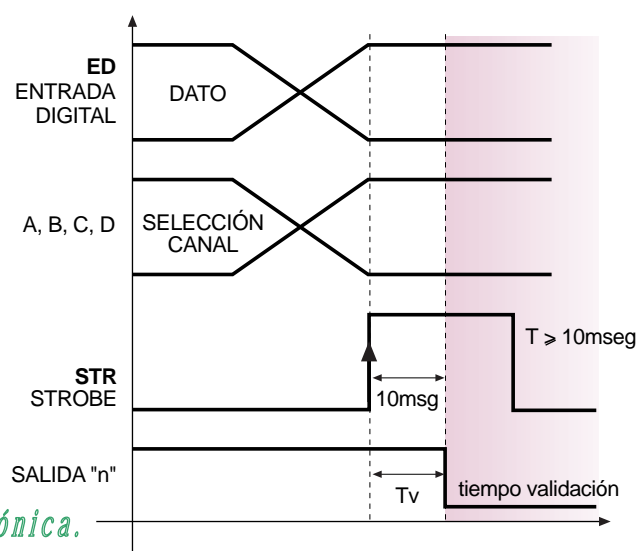 ED
ENTRADA
DIGITAL
DATO
A, B, C, D
SELECCIÓN
CANAL
T ⩾ 10mseg
STR
STROBE
10msg
SALIDA "n"
Tv
tiempo validación
ónica.